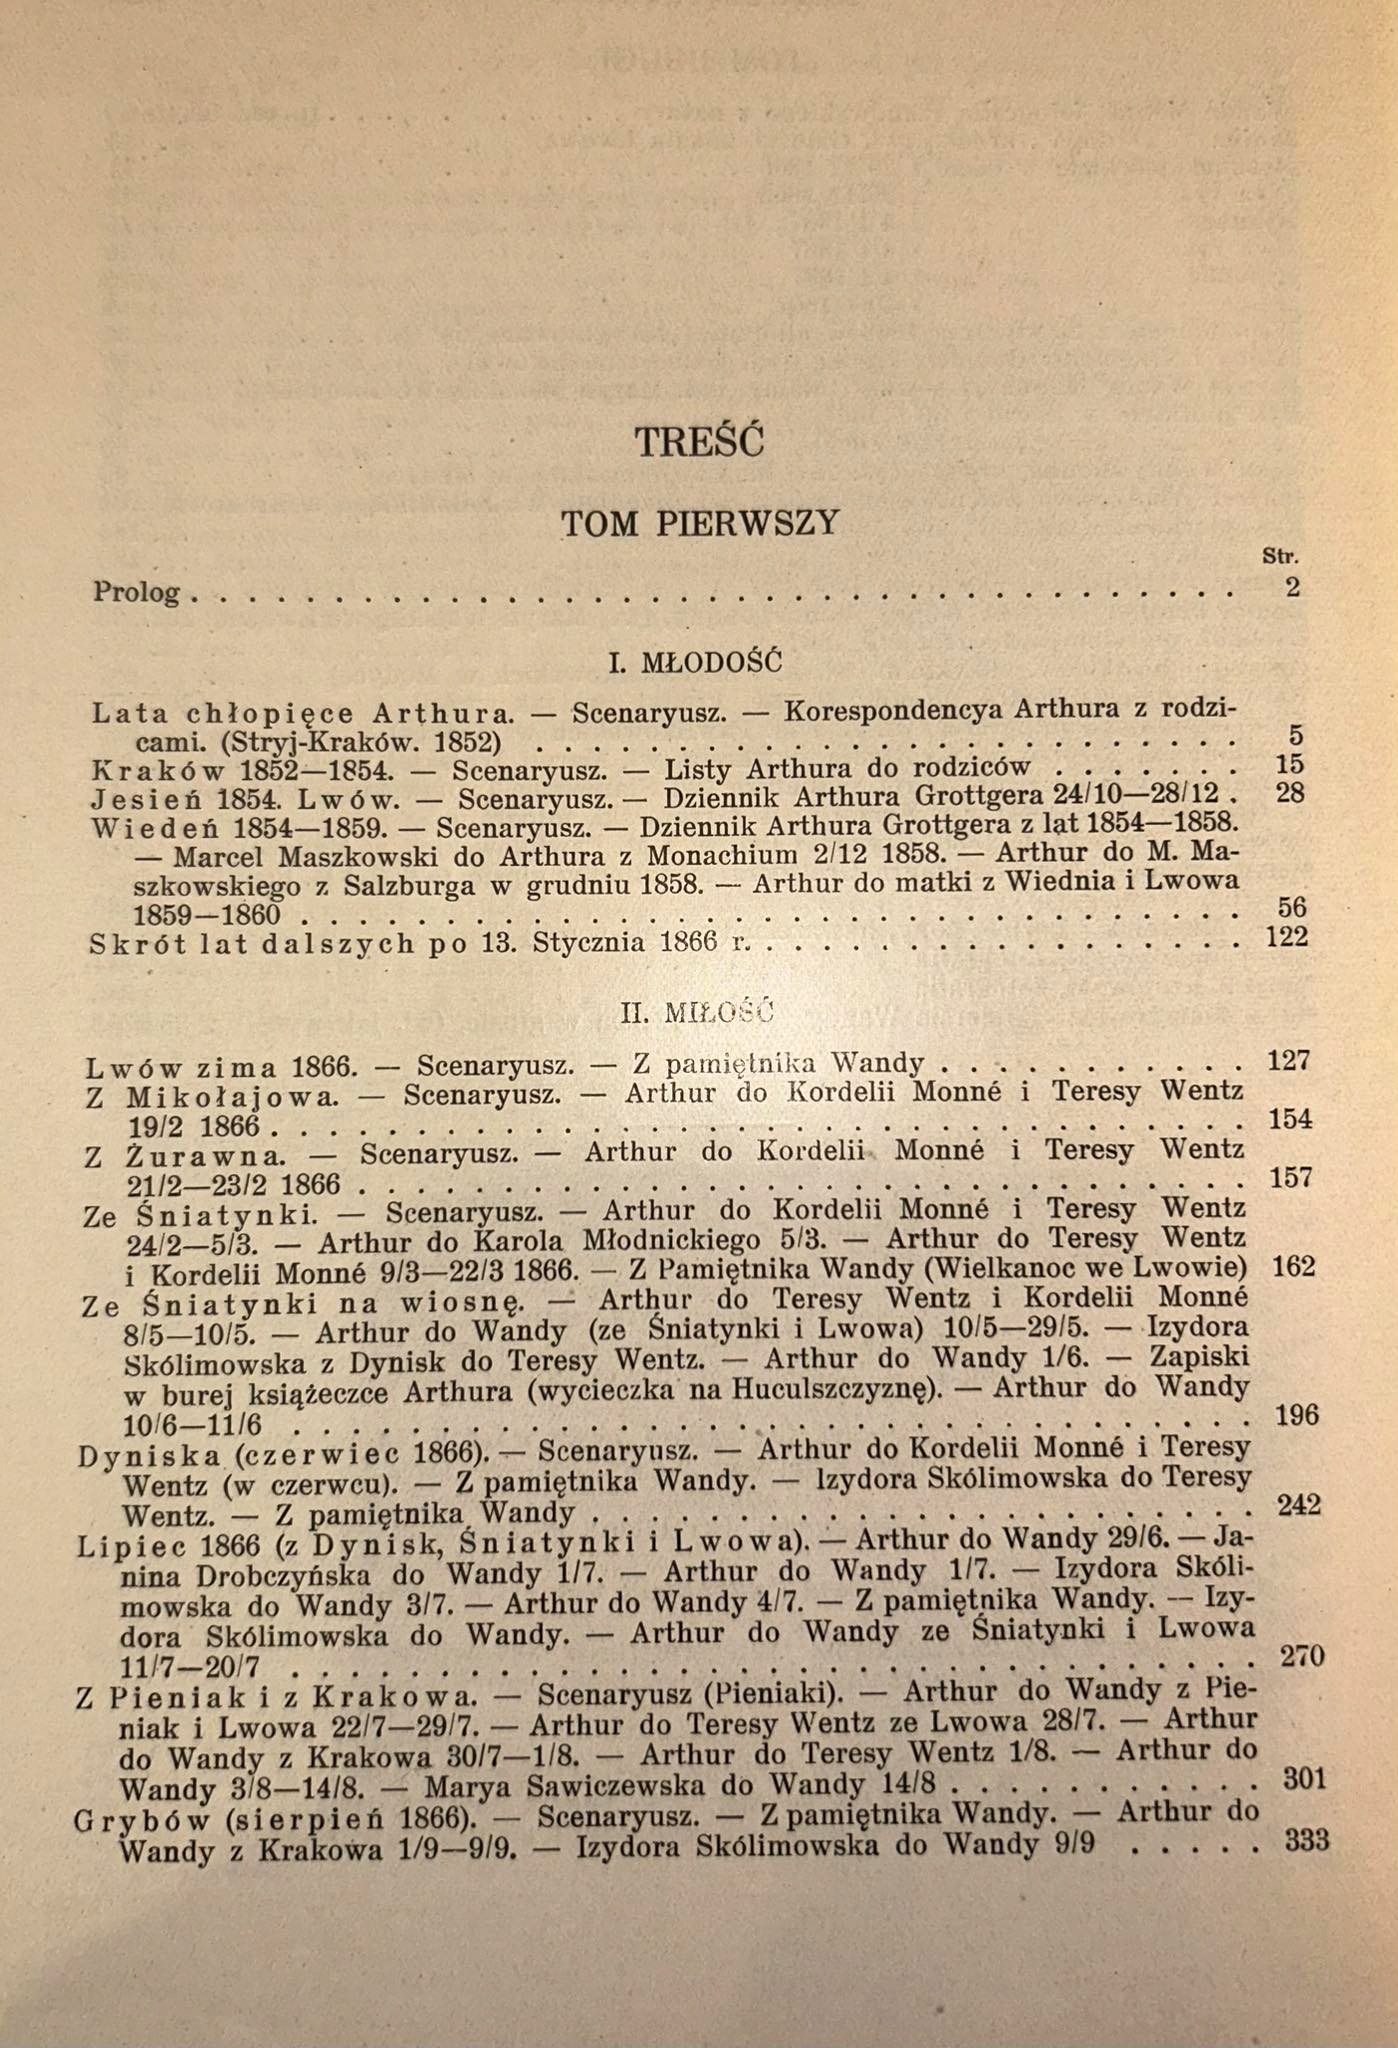 TREŚĆ
TOM PIERWSZY
Str.
Prolog . . . . . . . . . . . . . . . . . . . . . . . . . . . . . . . . . . . . . 2
I. MŁODOŚĆ
Lata chłopięce Arthura. — Scenaryusz. — Korespondencya Arthura z rodzi-
cami. (Stryj-Kraków. 1852) . . . . . . . . . . . . . . . . . . . . . . . . . 5
Kraków 1852—1854. — Scenaryusz. — Listy Arthura do rodziców . . . . . . . 15
Jesień 1854. Lwów. — Scenaryusz. — Dziennik Arthura Grottgera 24/10—28/12 . 28
Wiedeń 1854—1859. — Scenaryusz. — Dziennik Arthura Grottgera z lat 1854—1858.
— Marcel Maszkowski do Arthura z Monachium 2/12 1858. — Arthur do M. Ma-
szkowskiego z Salzburga w grudniu 1858. — Arthur do matki z Wiednia i Lwowa
1859—1860 . . . . . . . . . . . . . . . . . . . . . . . . . . . . . . . . . 56
Skrót lat dalszych po 13. Stycznia 1866 r. . . . . . . . . . . . . . . . . . 122
II. MIŁOŚĆ
Lwów zima 1866. — Scenaryusz. — Z pamiętnika Wandy . . . . . . . . . . . 127
Z Mikołajowa. — Scenaryusz. — Arthur do Kordelii Monné i Teresy Wentz
19/2 1866 . . . . . . . . . . . . . . . . . . . . . . . . . . . . . . . . . . 154
Z Żurawna. — Scenaryusz. — Arthur do Kordelii Monné i Teresy Wentz
21/2—23/2 1866 . . . . . . . . . . . . . . . . . . . . . . . . . . . . . . . 157
Ze Śniatynki. — Scenaryusz. — Arthur do Kordelii Monné i Teresy Wentz
24/2—5/3. — Arthur do Karola Młodnickiego 5/3. — Arthur do Teresy Wentz
i Kordelii Monné 9/3—22/3 1866. — Z Pamiętnika Wandy (Wielkanoc we Lwowie) 162
Ze Śniatynki na wiosnę. — Arthur do Teresy Wentz i Kordelii Monné
8/5—10/5. — Arthur do Wandy (ze Śniatynki i Lwowa) 10/5—29/5. — Izydora
Skólimowska z Dynisk do Teresy Wentz. — Arthur do Wandy 1/6. — Zapiski
w burej książeczce Arthura (wycieczka na Huculszczyznę). — Arthur do Wandy
10/6—11/6 . . . . . . . . . . . . . . . . . . . . . . . . . . . . . . . . . 196
Dyniska (czerwiec 1866). — Scenaryusz. — Arthur do Kordelii Monné i Teresy
Wentz (w czerwcu). — Z pamiętnika Wandy. — Izydora Skólimowska do Teresy
Wentz. — Z pamiętnika Wandy . . . . . . . . . . . . . . . . . . . . . . . 242
Lipiec 1866 (z Dynisk, Śniatynki i Lwowa). — Arthur do Wandy 29/6. — Ja-
nina Drobczyńska do Wandy 1/7. — Arthur do Wandy 1/7. — Izydora Skóli-
mowska do Wandy 3/7. — Arthur do Wandy 4/7. — Z pamiętnika Wandy. — Izy-
dora Skólimowska do Wandy. — Arthur do Wandy ze Śniatynki i Lwowa
11/7—20/7 . . . . . . . . . . . . . . . . . . . . . . . . . . . . . . . . . 270
Z Pieniak i z Krakowa. — Scenaryusz (Pieniaki). — Arthur do Wandy z Pie-
niak i Lwowa 22/7—29/7. — Arthur do Teresy Wentz ze Lwowa 28/7. — Arthur
do Wandy z Krakowa 30/7—1/8. — Arthur do Teresy Wentz 1/8. — Arthur do
Wandy 3/8—14/8. — Marya Sawiczewska do Wandy 14/8 . . . . . . . . . . . 301
Grybów (sierpień 1866). — Scenaryusz. — Z pamiętnika Wandy. — Arthur do
Wandy z Krakowa 1/9—9/9. — Izydora Skólimowska do Wandy 9/9 . . . . . 333